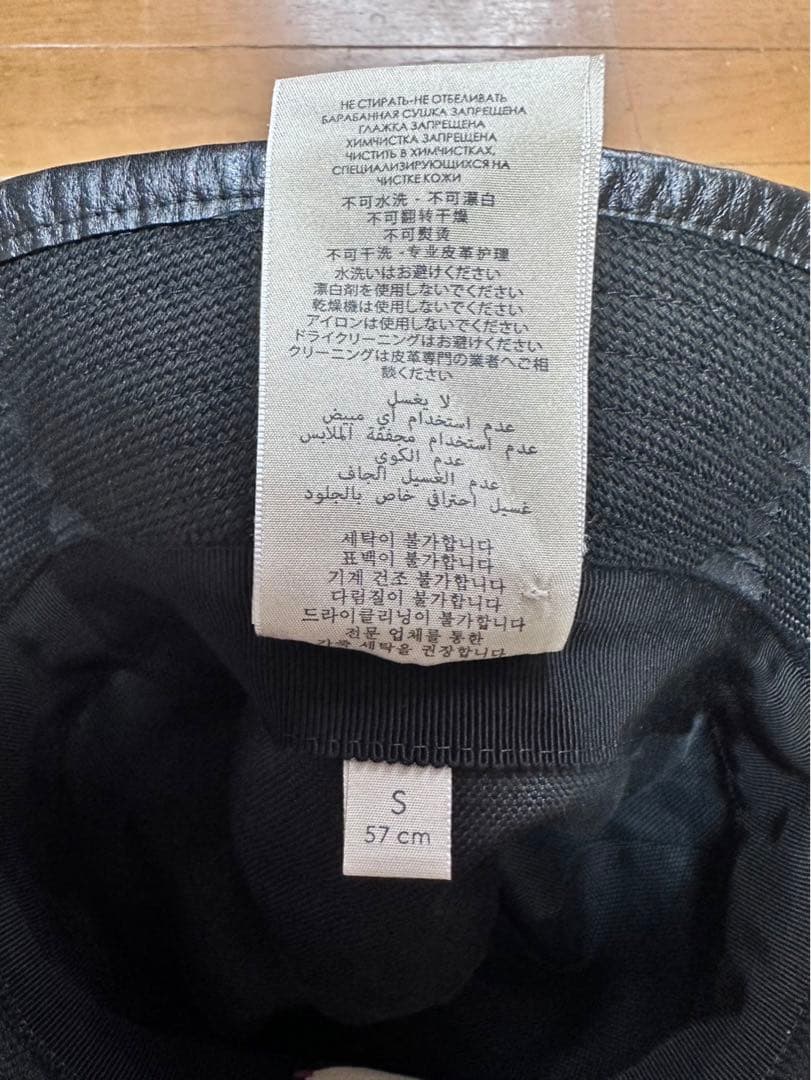 НЕ СТИРАТЬ-НЕ ОТБЕЛИВАТЬ
БАРАБАННАЯ СУШКА ЗАПРЕЩЕНА
ГЛАЖКА ЗАПРЕЩЕНА
ХИМЧИСТКА ЗАПРЕЩЕНА
ЧИСТИТЬ В ХИМЧИСТКАХ,
СПЕЦИАЛИЗИРУЮЩИХСЯ НА
ЧИСТКЕ КОЖИ
不可水洗 - 不可漂白
不可翻转干燥
不可熨烫
不可干洗 - 专业皮革护理
水洗いはお避けください
漂白剤を使用しないでください
乾燥機は使用しないでください
アイロンは使用しないでください
ドライクリーニングはお避けください
クリーニングは皮革専門の業者へご相
談ください
لا يغسل
عدم استخدام أي مبيض
عدم استخدام مجففة الملابس
عدم الكوي
عدم الغسيل الجاف
غسيل احترافي خاص بالجلود
세탁이 불가합니다
표백이 불가합니다
기계 건조 불가합니다
다림질이 불가합니다
드라이클리닝이 불가합니다
전문 업체를 통한
가죽 세탁을 권장합니다
S
57 cm